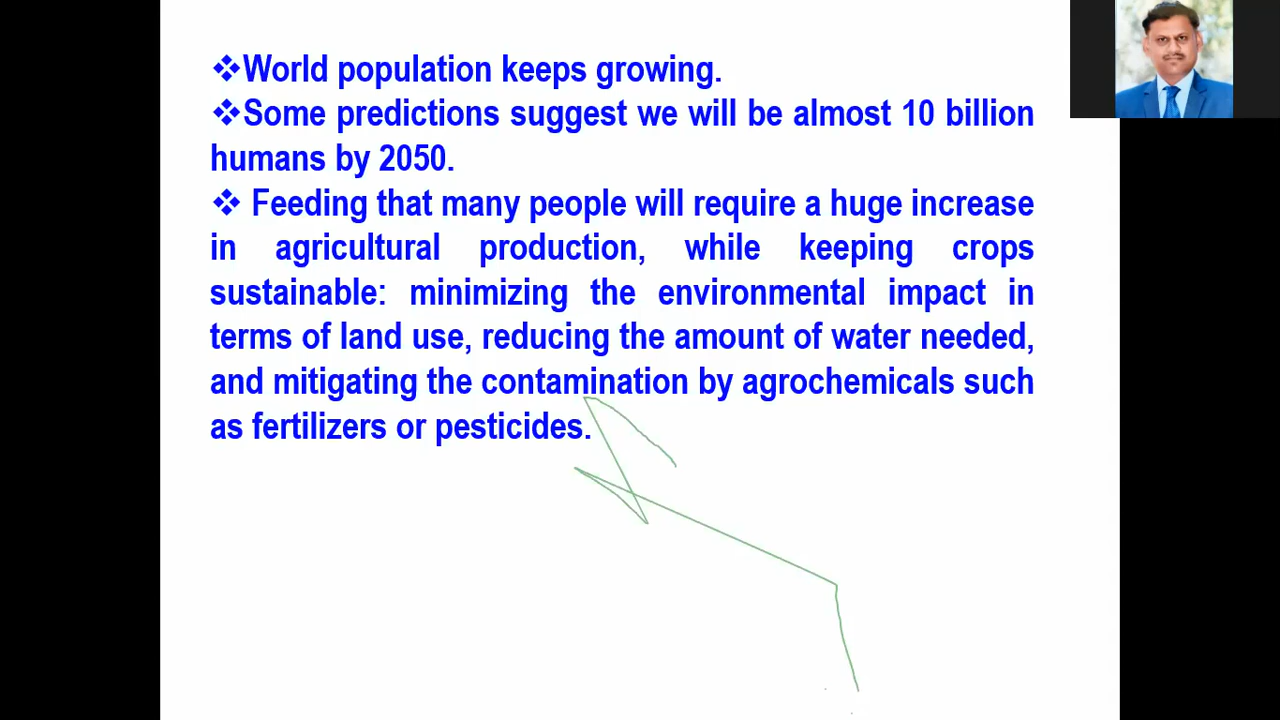 ❖World population keeps growing.
❖Some predictions suggest we will be almost 10 billion
humans by 2050.
❖ Feeding that many people will require a huge increase
in agricultural production, while keeping crops
sustainable: minimizing the environmental impact in
terms of land use, reducing the amount of water needed,
and mitigating the contamination by agrochemicals such
as fertilizers or pesticides.